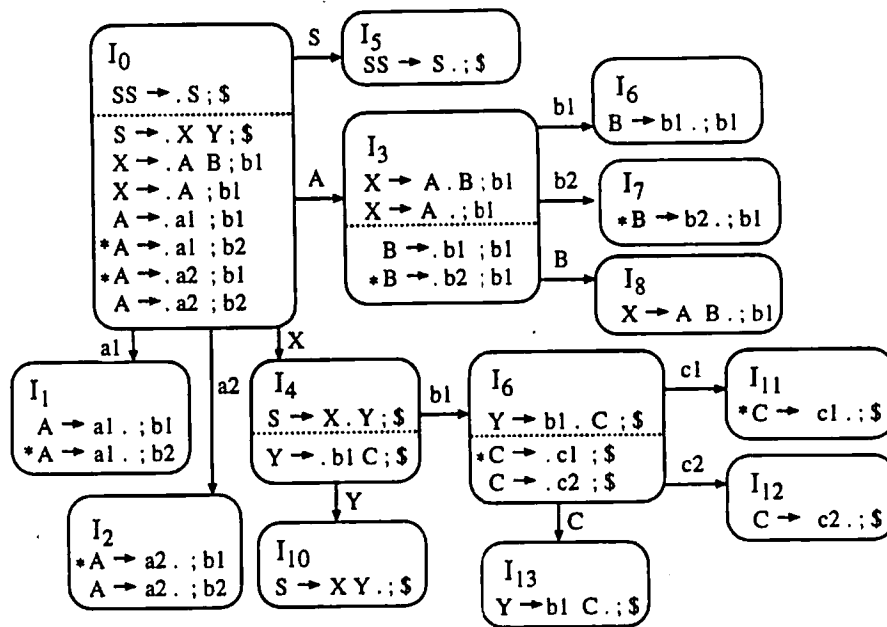 I0
SS → . S ; $
S → . X Y ; $
X → . A B ; b1
X → . A ; b1
A → . a1 ; b1
* A → . a1 ; b2
* A → . a2 ; b1
A → . a2 ; b2
S
I5
SS → S . ; $
A
I3
X → A . B ; b1
X → A . ; b1
B → . b1 ; b1
* B → . b2 ; b1
b1
I6
B → b1 . ; b1
b2
I7
* B → b2 . ; b1
B
I8
X → A B . ; b1
a1
I1
A → a1 . ; b1
* A → a1 . ; b2
a2
I2
* A → a2 . ; b1
A → a2 . ; b2
X
I4
S → X . Y ; $
Y → . b1 C ; $
Y
I10
S → X Y . ; $
b1
I6
Y → b1 . C ; $
* C → . c1 ; $
C → . c2 ; $
c1
I11
* C → c1 . ; $
c2
I12
C → c2 . ; $
C
I13
Y → b1 C . ; $